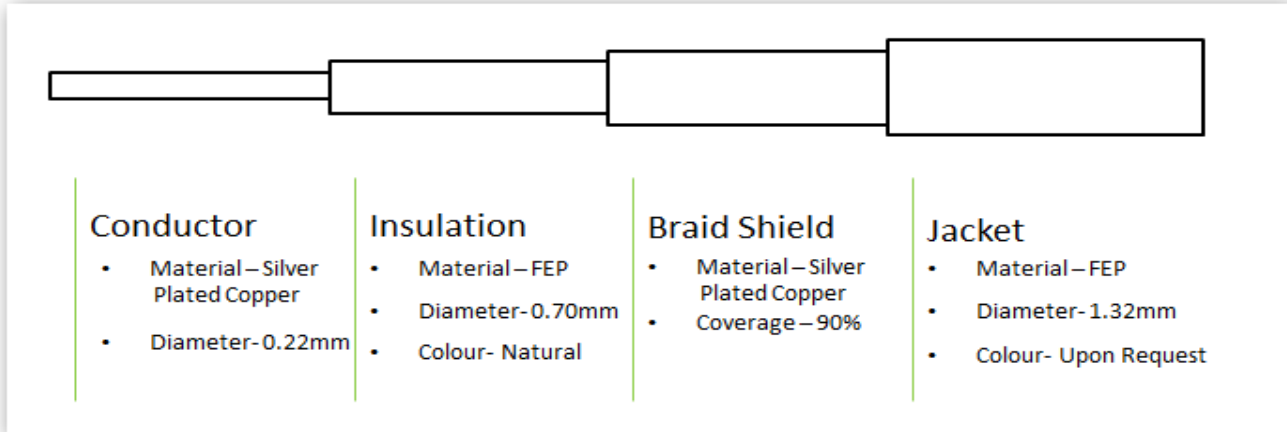 Conductor
• Material – Silver
Plated Copper
• Diameter- 0.22mm
Insulation
• Material – FEP
• Diameter- 0.70mm
• Colour- Natural
Braid Shield
• Material – Silver
Plated Copper
• Coverage – 90%
Jacket
• Material – FEP
• Diameter- 1.32mm
• Colour- Upon Request